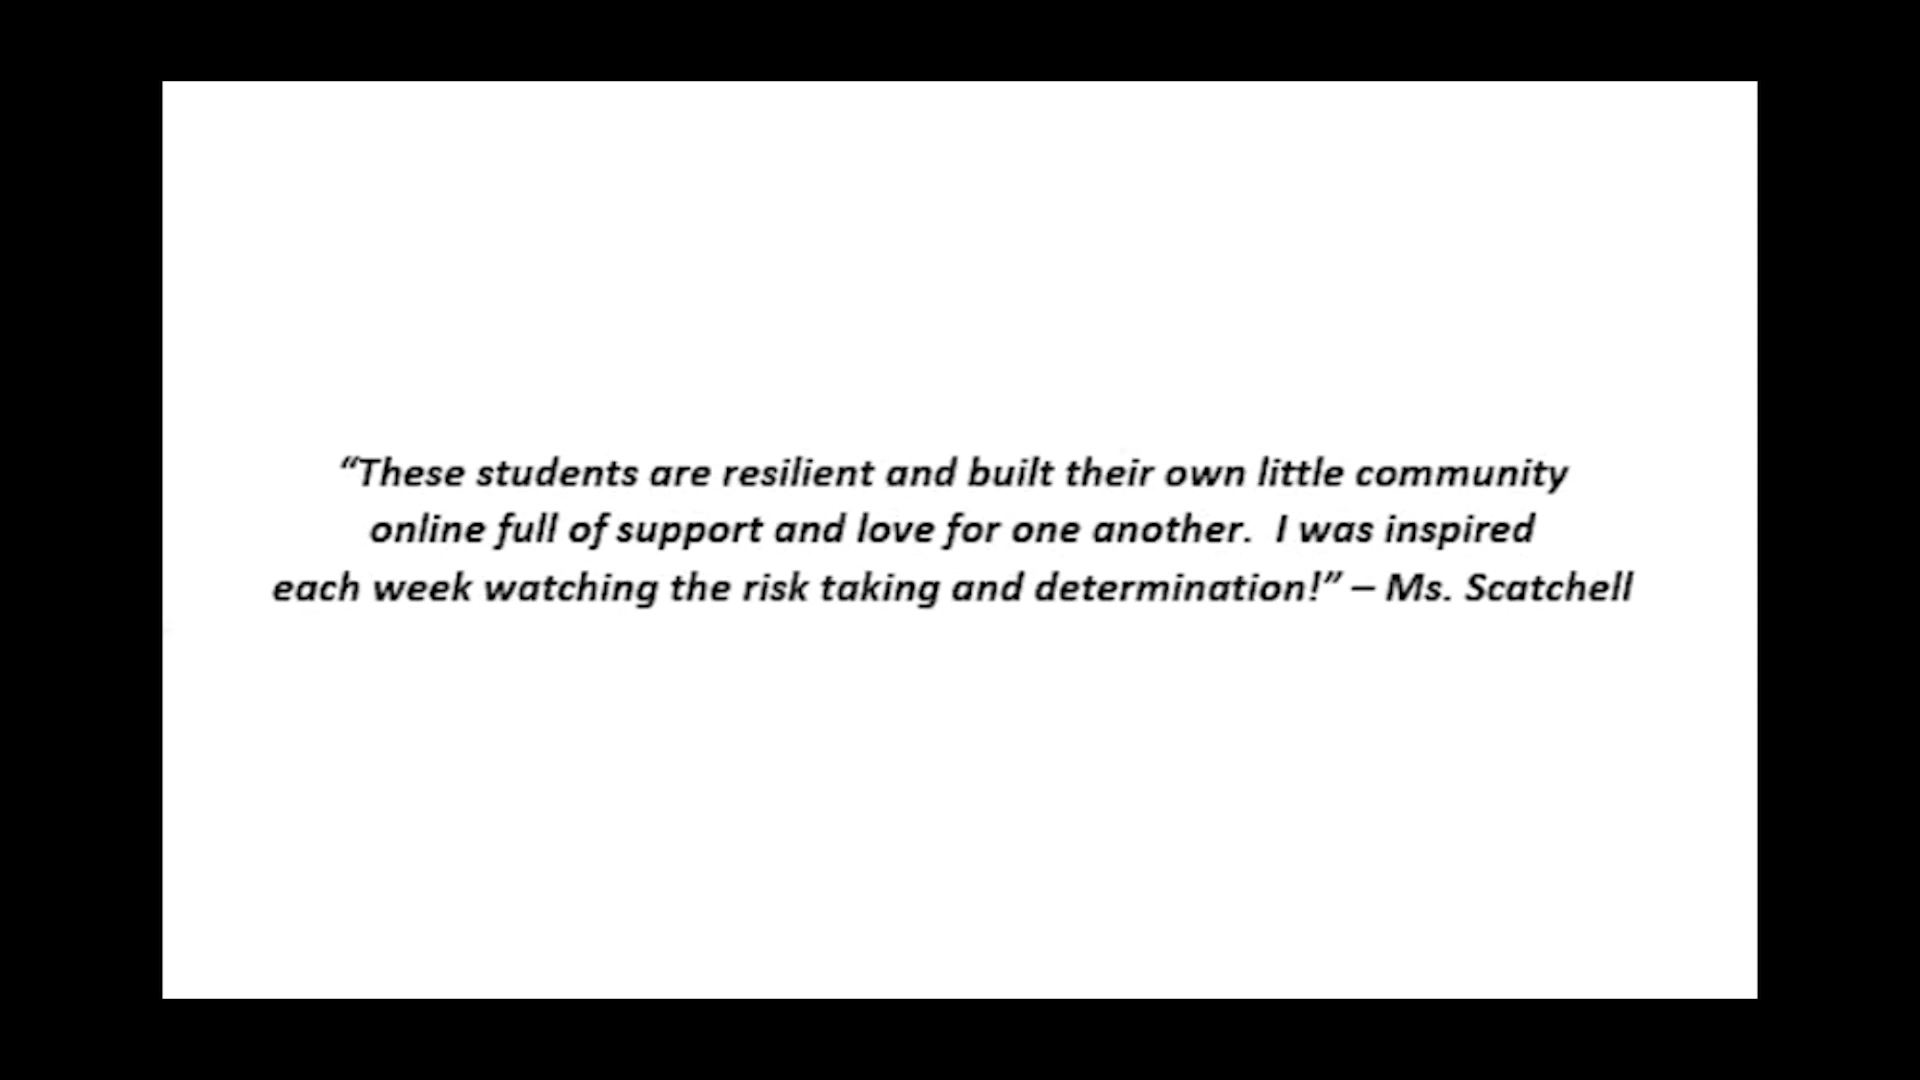 “These students are resilient and built their own little community
online full of support and love for one another.  I was inspired
each week watching the risk taking and determination!” – Ms. Scatchell